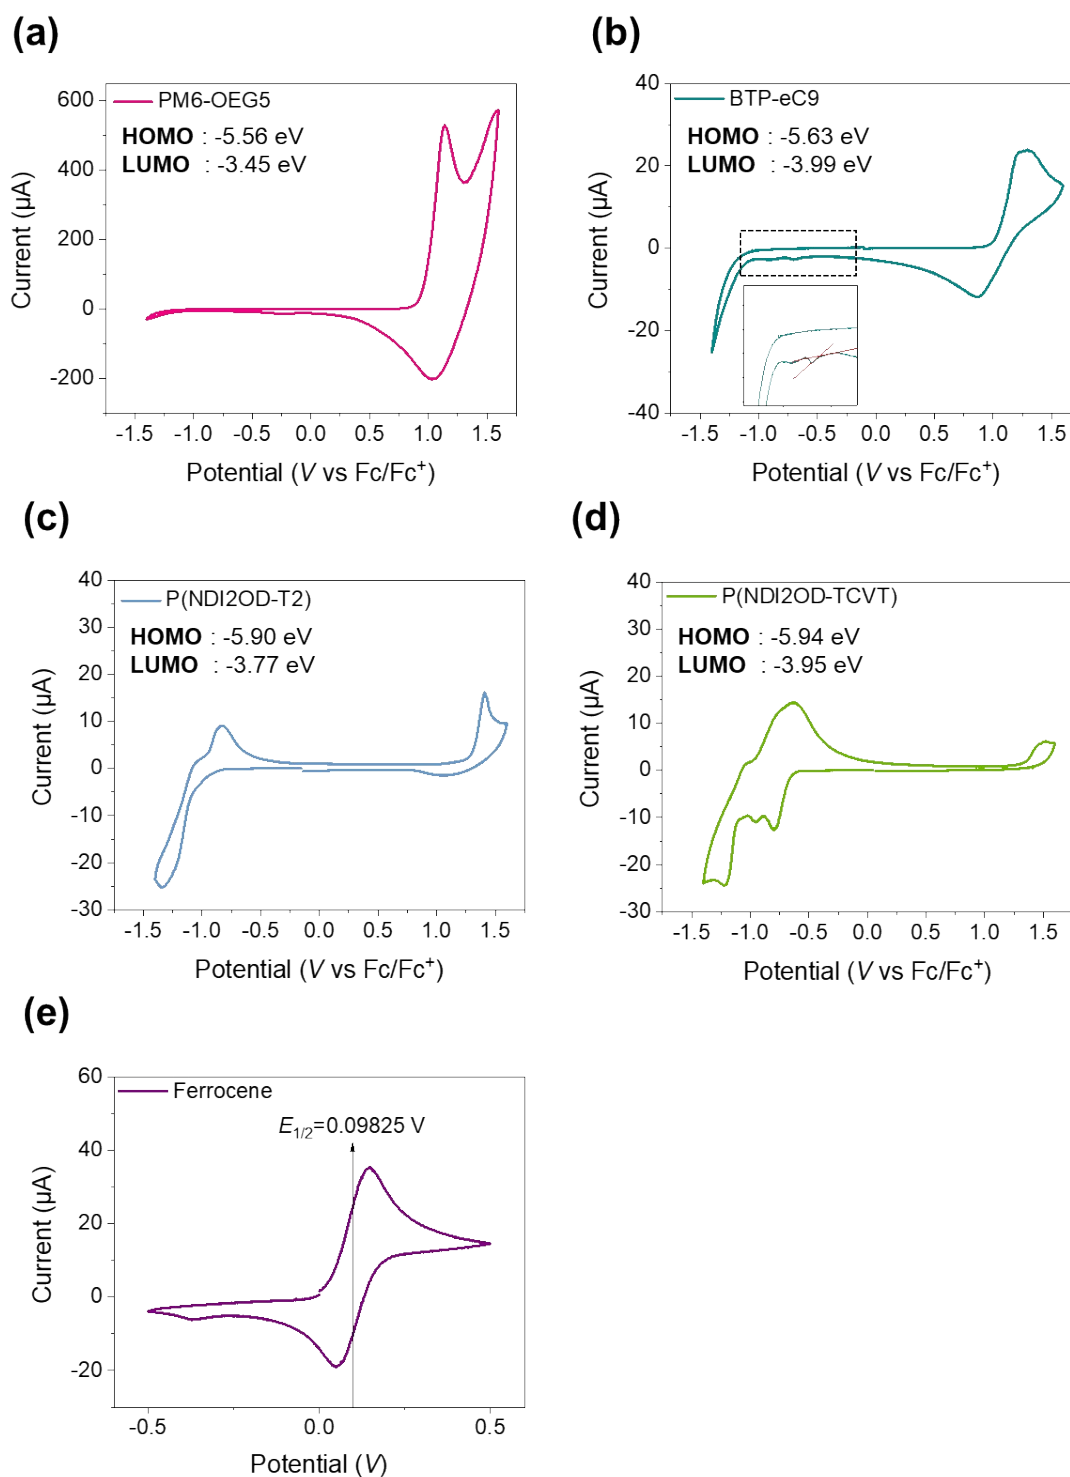 (a)
PM6-OEG5
HOMO : -5.56 eV
LUMO : -3.45 eV
600
400
200
0
-200
Current (µA)
-1.5 -1.0 -0.5 0.0 0.5 1.0 1.5
Potential (V vs Fc/Fc⁺)
(b)
BTP-eC9
HOMO : -5.63 eV
LUMO : -3.99 eV
40
20
0
-20
-40
Current (µA)
-1.5 -1.0 -0.5 0.0 0.5 1.0 1.5
Potential (V vs Fc/Fc⁺)
(c)
P(NDI2OD-T2)
HOMO : -5.90 eV
LUMO : -3.77 eV
40
30
20
10
0
-10
-20
-30
Current (µA)
-1.5 -1.0 -0.5 0.0 0.5 1.0 1.5
Potential (V vs Fc/Fc⁺)
(d)
P(NDI2OD-TCVT)
HOMO : -5.94 eV
LUMO : -3.95 eV
40
30
20
10
0
-10
-20
-30
Current (µA)
-1.5 -1.0 -0.5 0.0 0.5 1.0 1.5
Potential (V vs Fc/Fc⁺)
(e)
Ferrocene
E1/2=0.09825 V
60
40
20
0
-20
Current (µA)
-0.5 0.0 0.5
Potential (V)